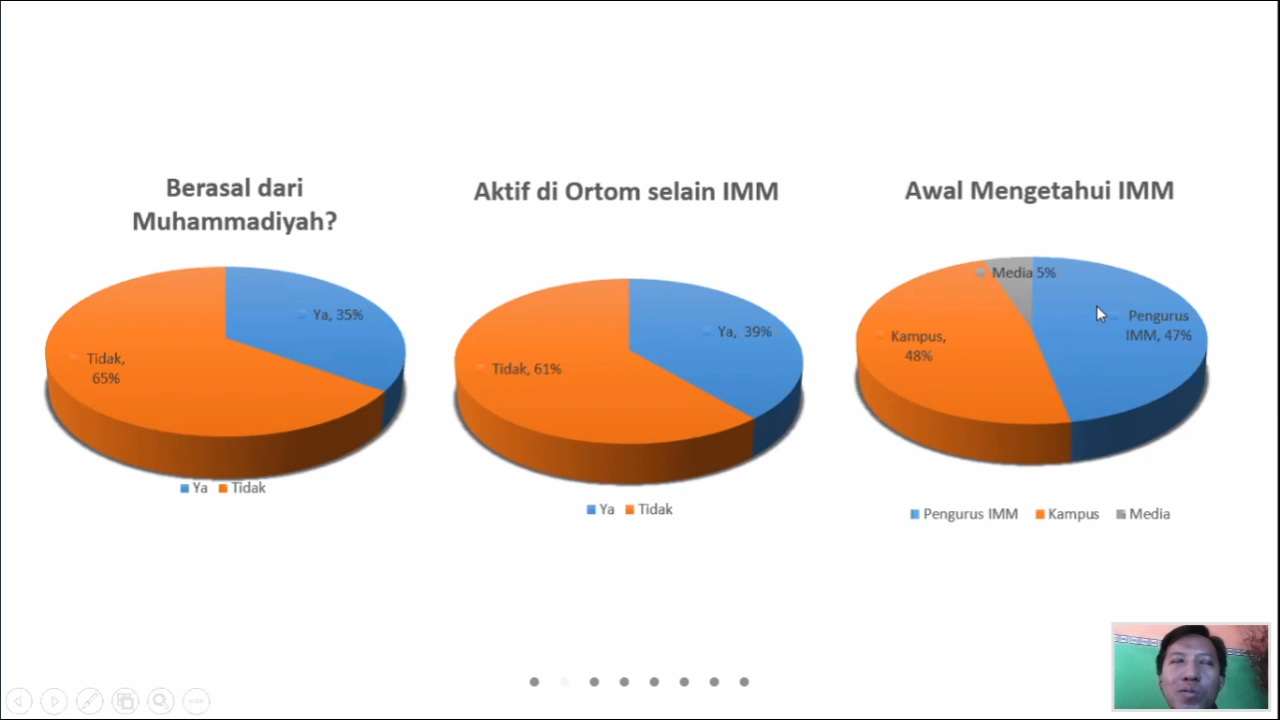 Berasal dari
Muhammadiyah?
Ya, 35%
Tidak,
65%
Ya Tidak
Aktif di Ortom selain IMM
Ya, 39%
Tidak, 61%
Ya Tidak
Awal Mengetahui IMM
Media 5%
Pengurus
IMM, 47%
Kampus,
48%
Pengurus IMM Kampus Media